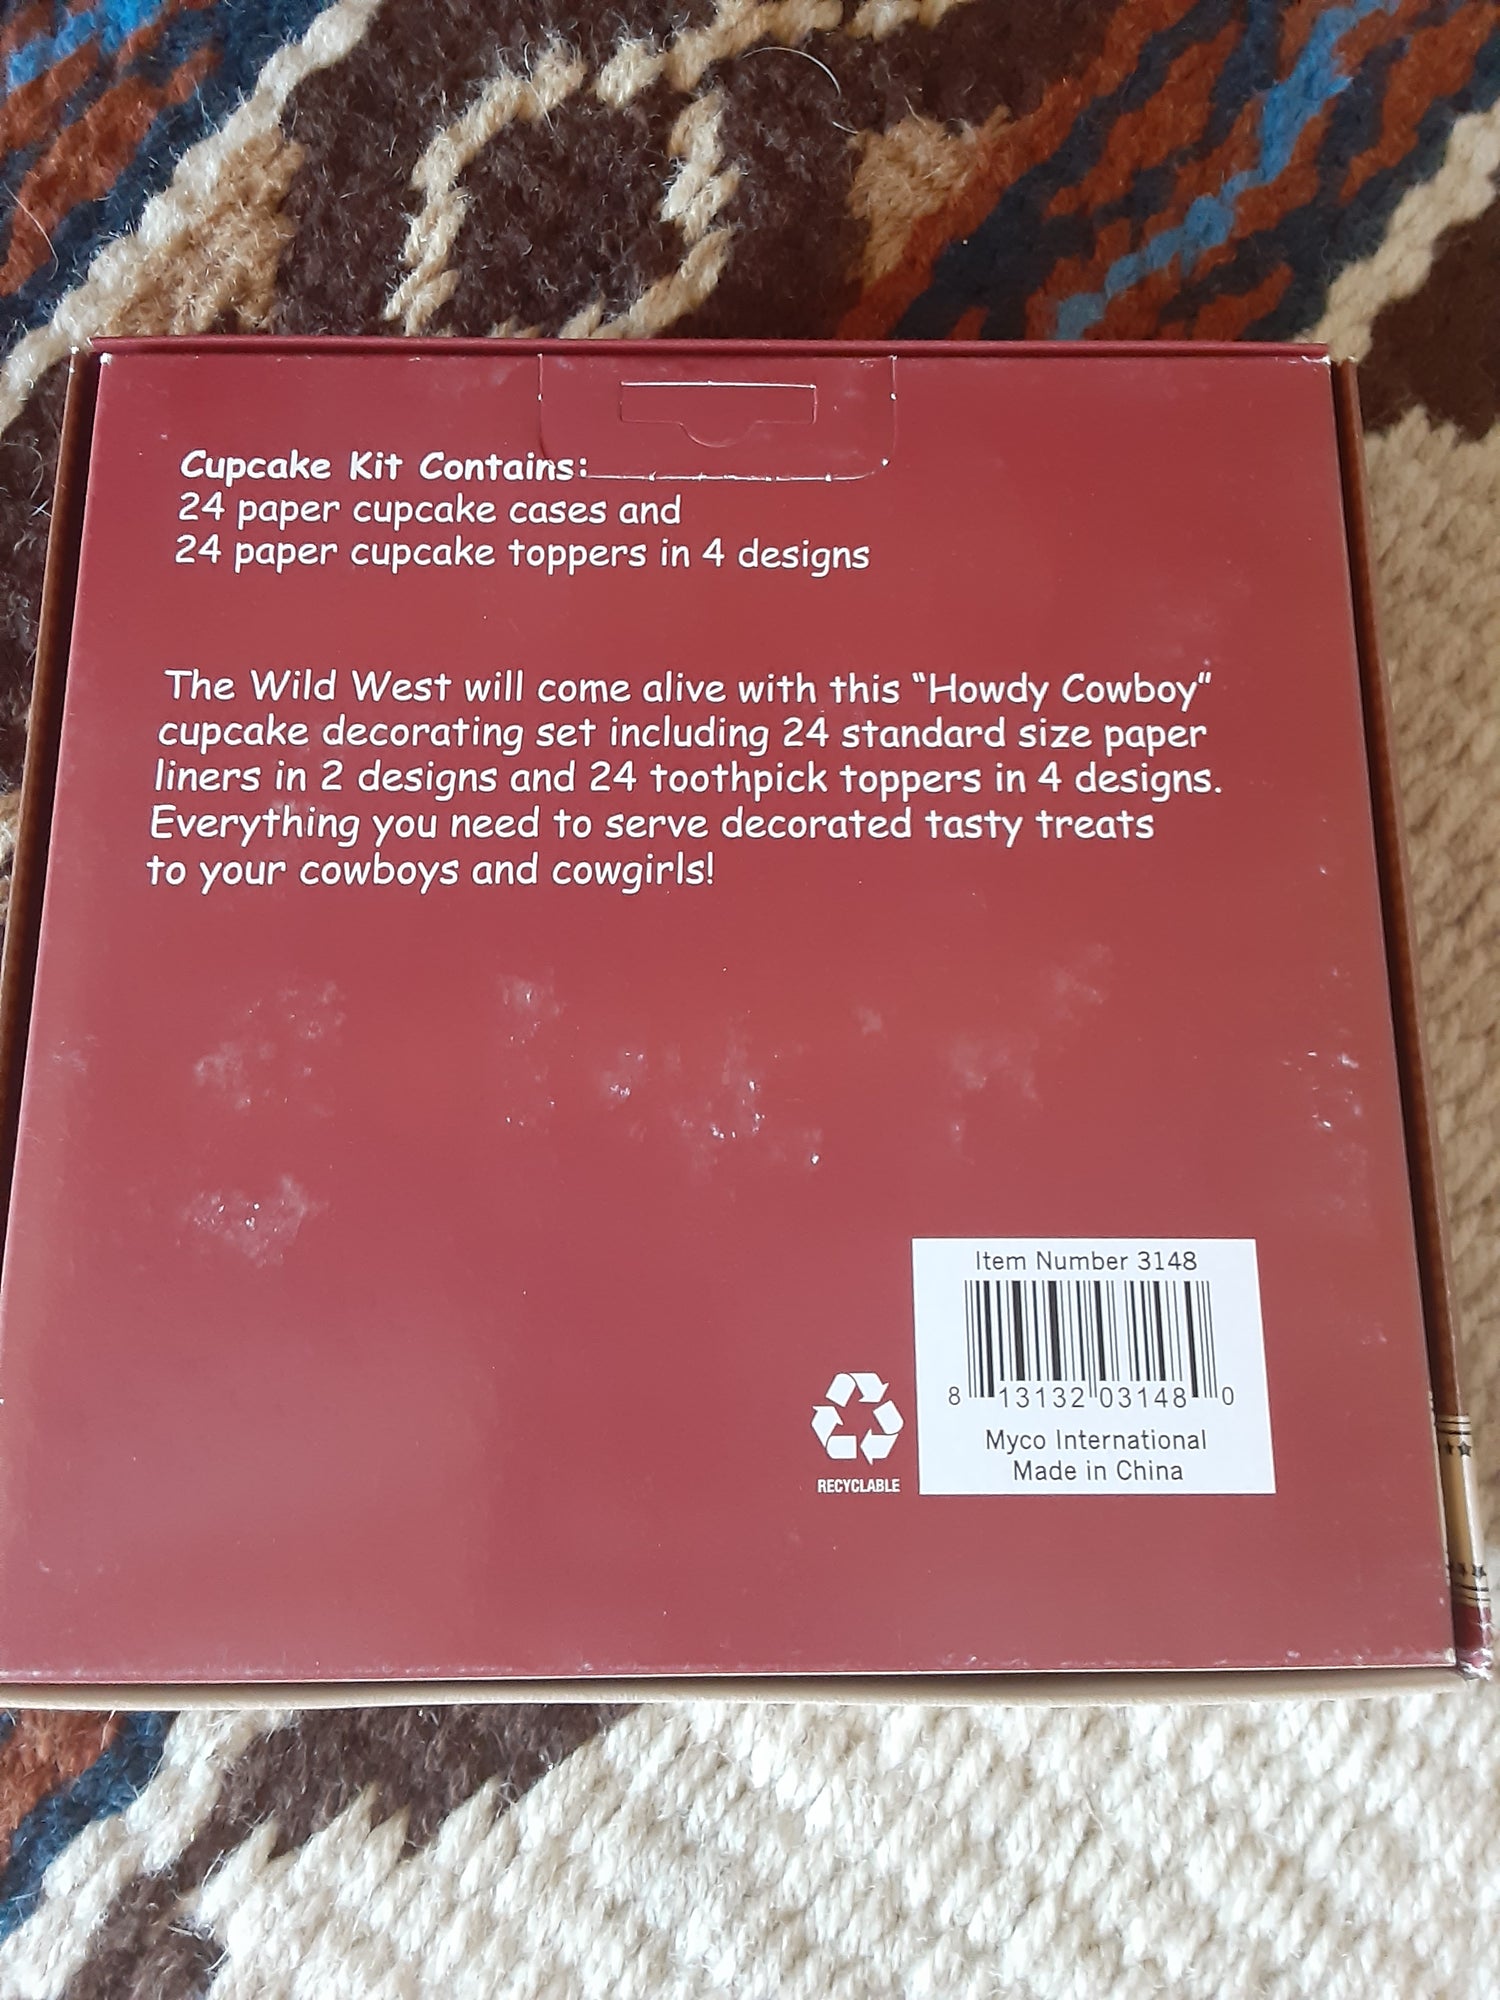 Cupcake Kit Contains:
24 paper cupcake cases and
24 paper cupcake toppers in 4 designs
The Wild West will come alive with this “Howdy Cowboy”
cupcake decorating set including 24 standard size paper
liners in 2 designs and 24 toothpick toppers in 4 designs.
Everything you need to serve decorated tasty treats
to your cowboys and cowgirls!
Item Number 3148
8 13132 03148 0
Myco International
Made in China
RECYCLABLE